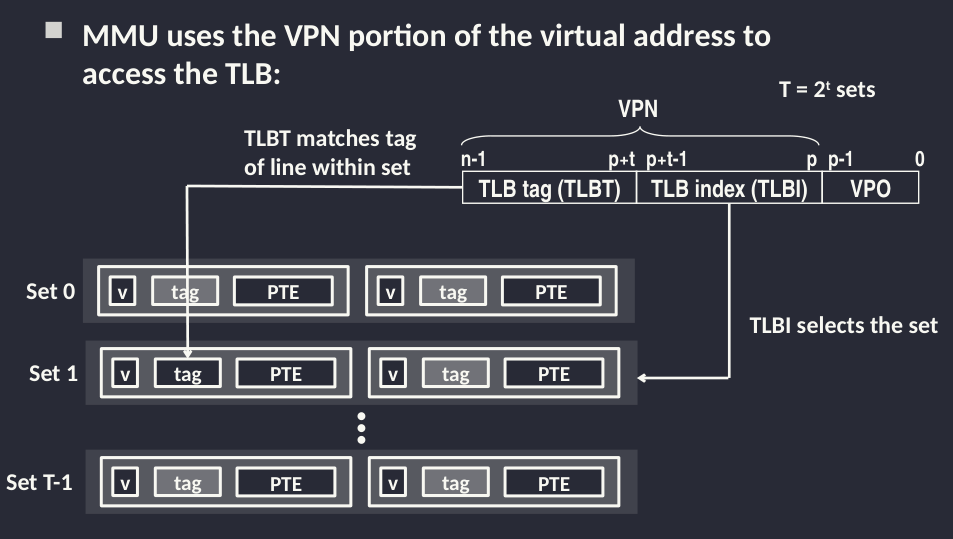 MMU uses the VPN portion of the virtual address to
access the TLB:
T = 2ᵗ sets
VPN
TLBT matches tag
of line within set
n-1 p+t p+t-1 p p-1 0
TLB tag (TLBT) TLB index (TLBI) VPO
Set 0 v tag PTE v tag PTE
TLBI selects the set
Set 1 v tag PTE v tag PTE
Set T-1 v tag PTE v tag PTE